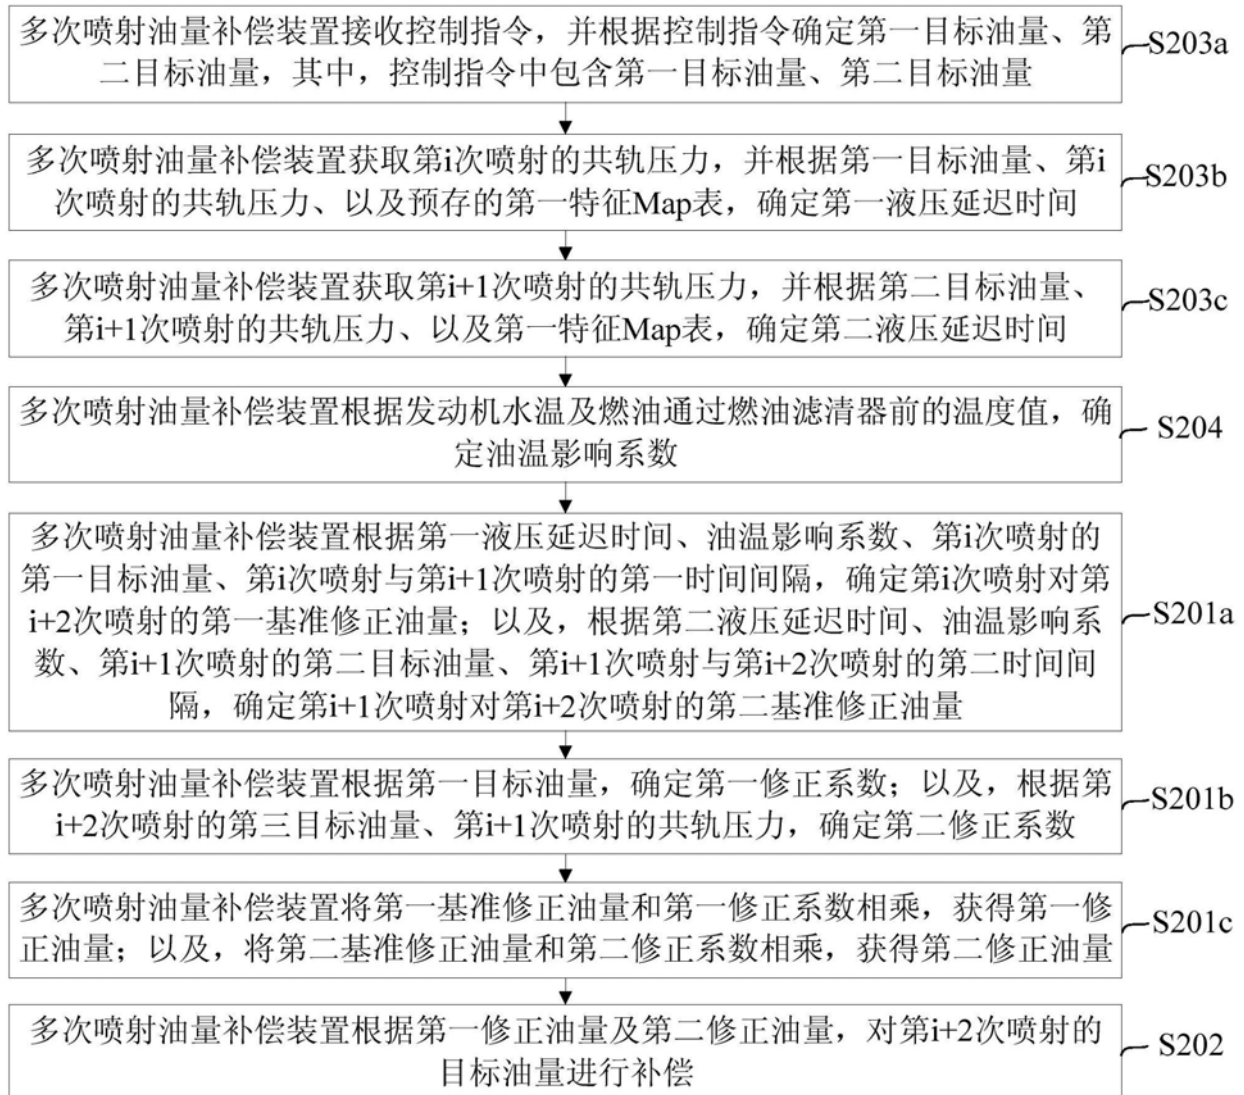 多次喷射油量补偿装置接收控制指令，并根据控制指令确定第一目标油量、第
二目标油量，其中，控制指令中包含第一目标油量、第二目标油量
S203a
多次喷射油量补偿装置获取第i次喷射的共轨压力，并根据第一目标油量、第i
次喷射的共轨压力、以及预存的第一特征Map表，确定第一液压延迟时间
S203b
多次喷射油量补偿装置获取第i+1次喷射的共轨压力，并根据第二目标油量、
第i+1次喷射的共轨压力、以及第一特征Map表，确定第二液压延迟时间
S203c
多次喷射油量补偿装置根据发动机水温及燃油通过燃油滤清器前的温度值，确
定油温影响系数
S204
多次喷射油量补偿装置根据第一液压延迟时间、油温影响系数、第i次喷射的
第一目标油量、第i次喷射与第i+1次喷射的第一时间间隔，确定第i次喷射对第
i+2次喷射的第一基准修正油量；以及，根据第二液压延迟时间、油温影响系
数、第i+1次喷射的第二目标油量、第i+1次喷射与第i+2次喷射的第二时间间
隔，确定第i+1次喷射对第i+2次喷射的第二基准修正油量
S201a
多次喷射油量补偿装置根据第一目标油量，确定第一修正系数；以及，根据第
i+2次喷射的第三目标油量、第i+1次喷射的共轨压力，确定第二修正系数
S201b
多次喷射油量补偿装置将第一基准修正油量和第一修正系数相乘，获得第一修
正油量；以及，将第二基准修正油量和第二修正系数相乘，获得第二修正油量
S201c
多次喷射油量补偿装置根据第一修正油量及第二修正油量，对第i+2次喷射的
目标油量进行补偿
S202